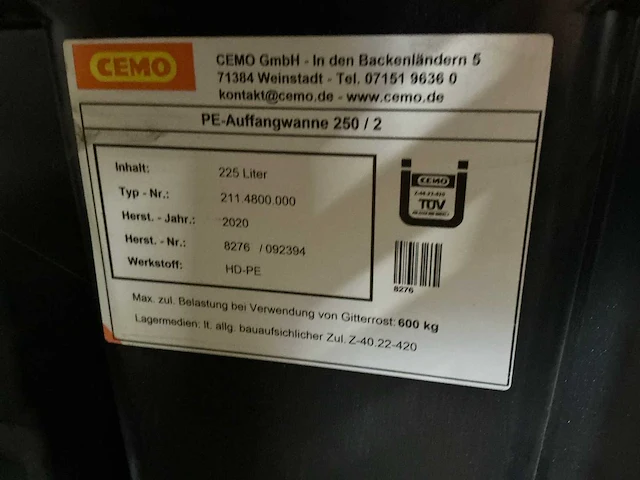 CEMO
CEMO GmbH - In den Backenländern 5
71384 Weinstadt - Tel. 07151 9636 0
kontakt@cemo.de - www.cemo.de
PE-Auffangwanne 250 / 2
Inhalt: 225 Liter
Typ - Nr.: 211.4800.000
Herst. - Jahr.: 2020
Herst. - Nr.: 8276 / 092394
Werkstoff: HD-PE
CEMO
Z-40.22-420
TÜV
8276
Max. zul. Belastung bei Verwendung von Gitterrost: 600 kg
Lagermedien: lt. allg. bauaufsichlicher Zul. Z-40.22-420